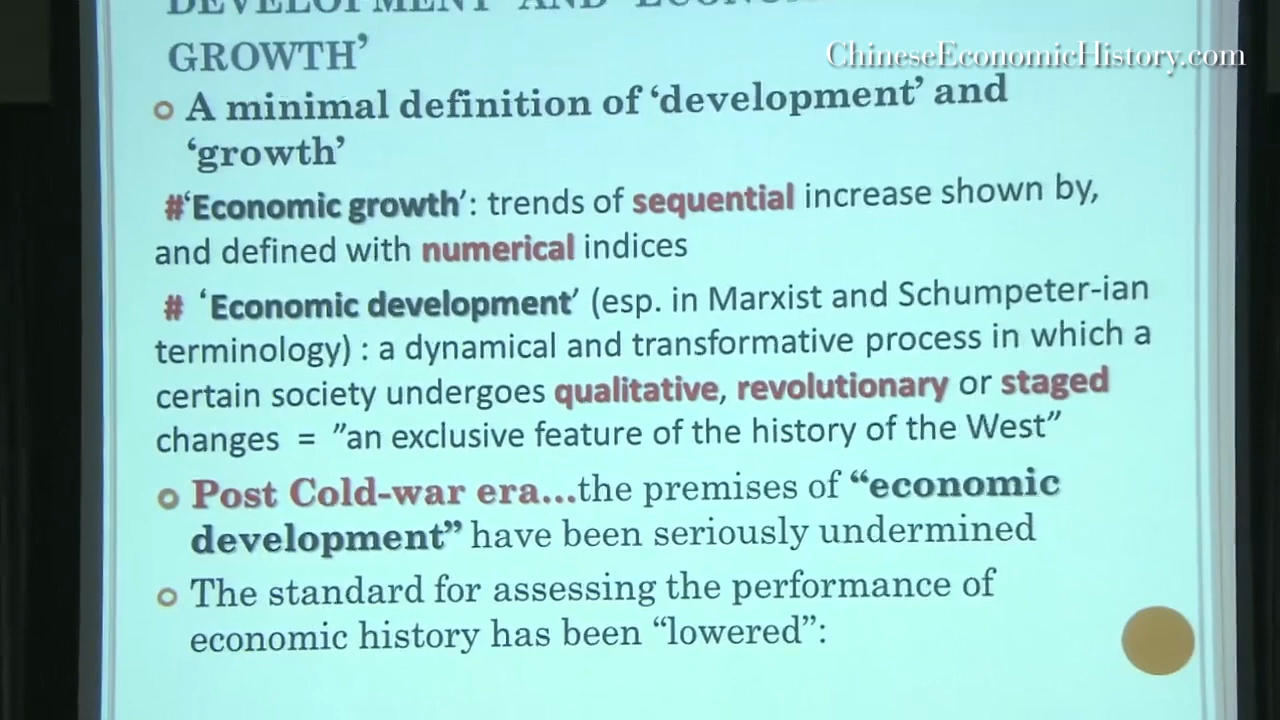 DEVELOPMENT' AND 'ECONOMIC
GROWTH’
ChineseEconomicHistory.com
A minimal definition of ‘development’ and
‘growth’
#‘Economic growth’: trends of sequential increase shown by,
and defined with numerical indices
# ‘Economic development’ (esp. in Marxist and Schumpeter-ian
terminology) : a dynamical and transformative process in which a
certain society undergoes qualitative, revolutionary or staged
changes = ”an exclusive feature of the history of the West”
Post Cold-war era...the premises of “economic
development” have been seriously undermined
The standard for assessing the performance of
economic history has been “lowered”: